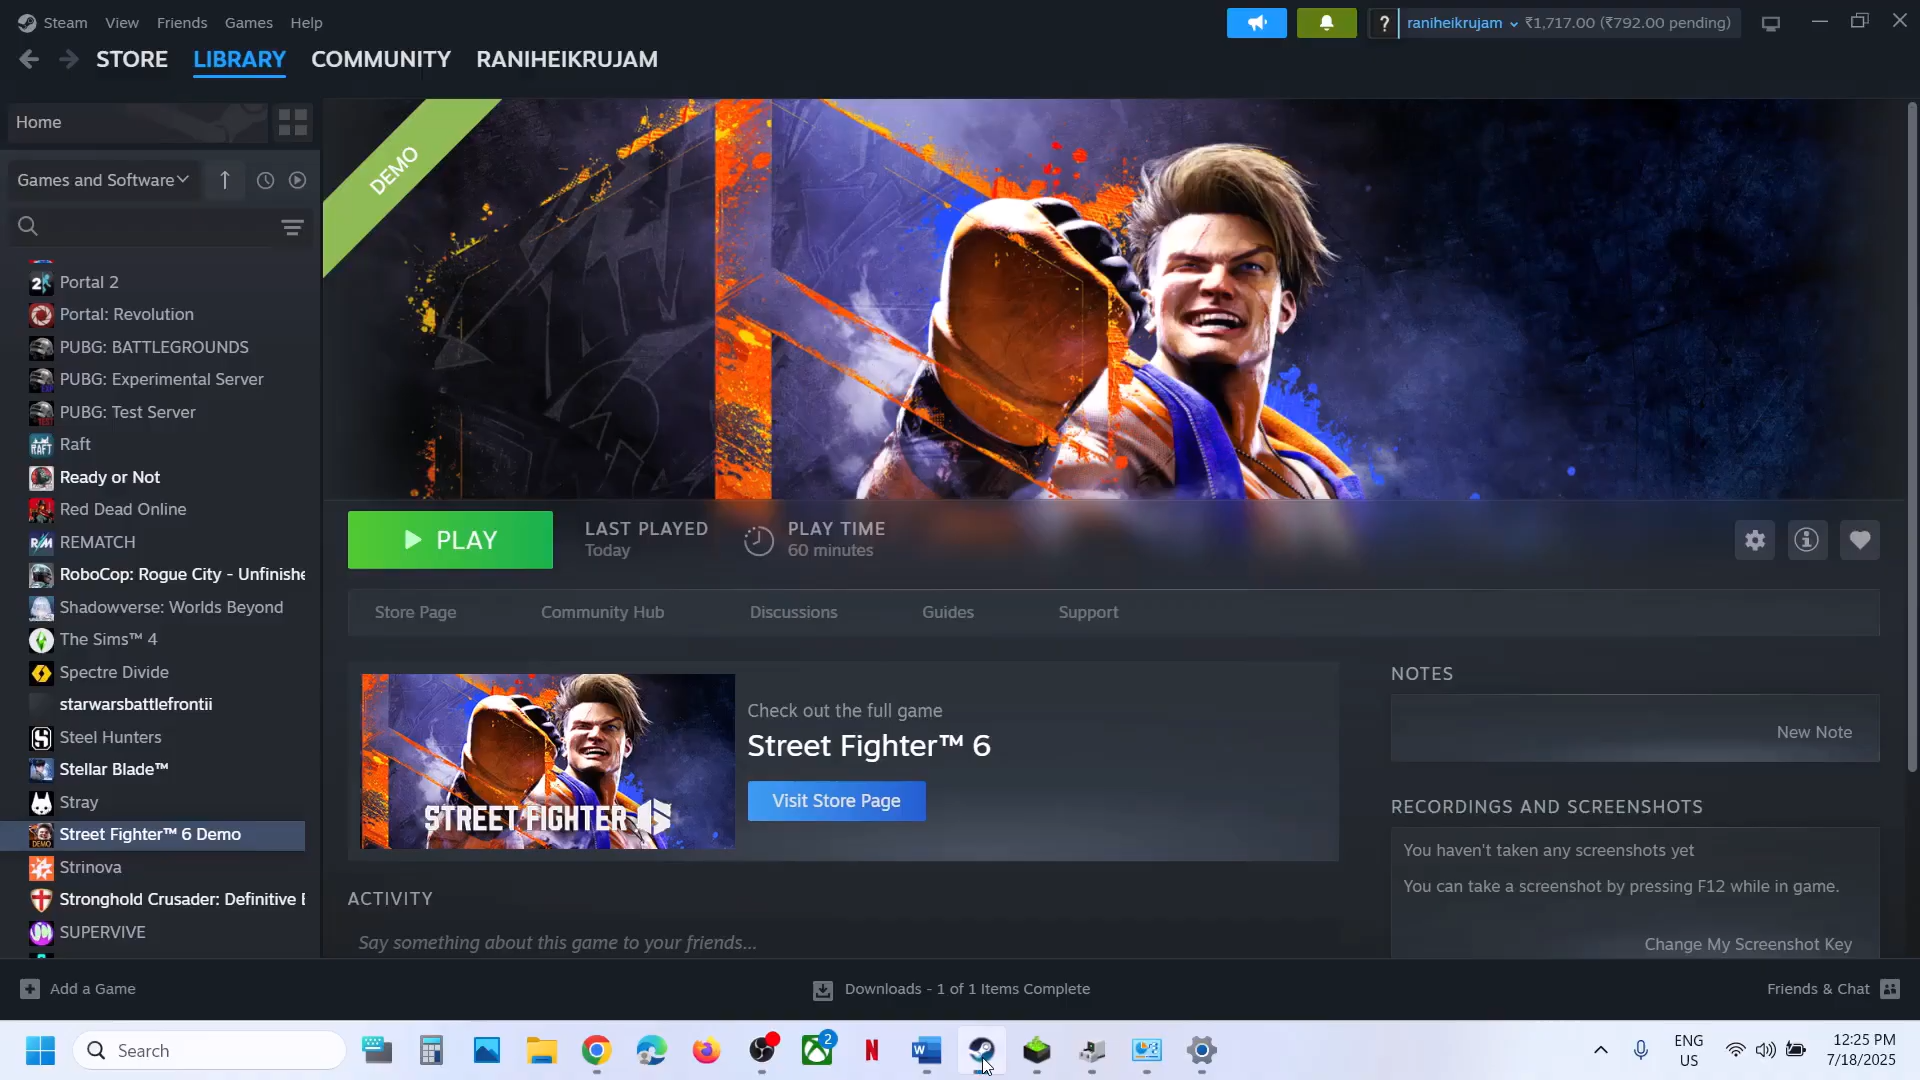 Steam View Friends Games Help
? raniheikrujam ₹1,717.00 (₹792.00 pending)
STORE LIBRARY COMMUNITY RANIHEIKRUJAM
Home
Games and Software
DEMO
Portal 2
Portal: Revolution
PUBG: BATTLEGROUNDS
PUBG: Experimental Server
PUBG: Test Server
Raft
Ready or Not
Red Dead Online
REMATCH
RoboCop: Rogue City - Unfinishe
Shadowverse: Worlds Beyond
The Sims™ 4
Spectre Divide
starwarsbattlefrontii
Steel Hunters
Stellar Blade™
Stray
Street Fighter™ 6 Demo
Strinova
Stronghold Crusader: Definitive E
SUPERVIVE
PLAY
LAST PLAYED
Today
PLAY TIME
60 minutes
Store Page Community Hub Discussions Guides Support
STREET FIGHTER 6
Check out the full game
Street Fighter™ 6
Visit Store Page
ACTIVITY
Say something about this game to your friends...
NOTES
New Note
RECORDINGS AND SCREENSHOTS
You haven't taken any screenshots yet
You can take a screenshot by pressing F12 while in game.
Change My Screenshot Key
Add a Game
Downloads - 1 of 1 Items Complete
Friends & Chat
Search
2
ENG
US
12:25 PM
7/18/2025